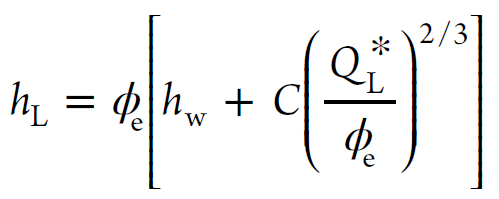 h_L = ϕ_e[h_w + C(Q_L^*/ϕ_e)^{2/3}]